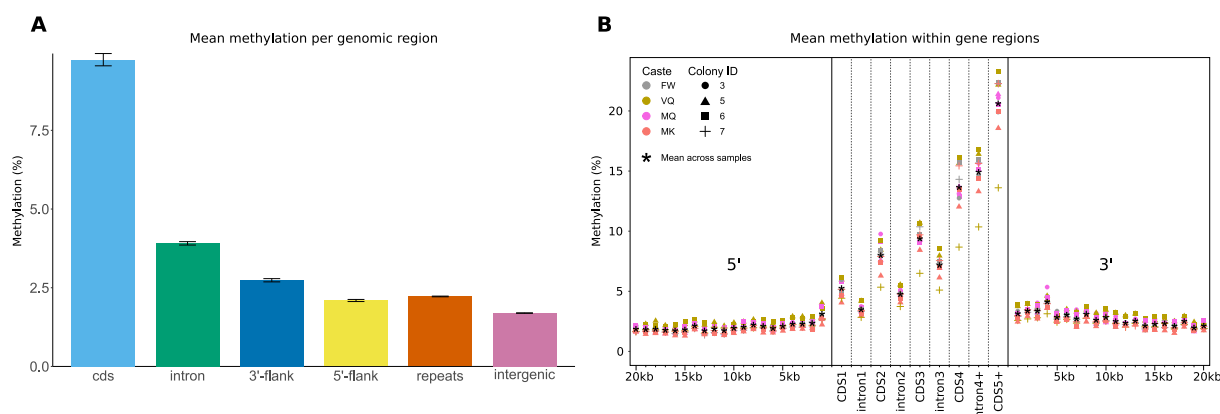 A
Mean methylation per genomic region
Methylation (%)
7.5
5.0
2.5
0.0
cds
intron
3'-flank
5'-flank
repeats
intergenic
B
Mean methylation within gene regions
Methylation (%)
20
15
10
5
0
Caste
FW
VQ
MQ
MK
Colony ID
3
5
6
7
Mean across samples
5'
3'
20kb
15kb
10kb
5kb
CDS1
intron1
CDS2
intron2
CDS3
intron3
CDS4
intron4+
CDS5+
5kb
10kb
15kb
20kb